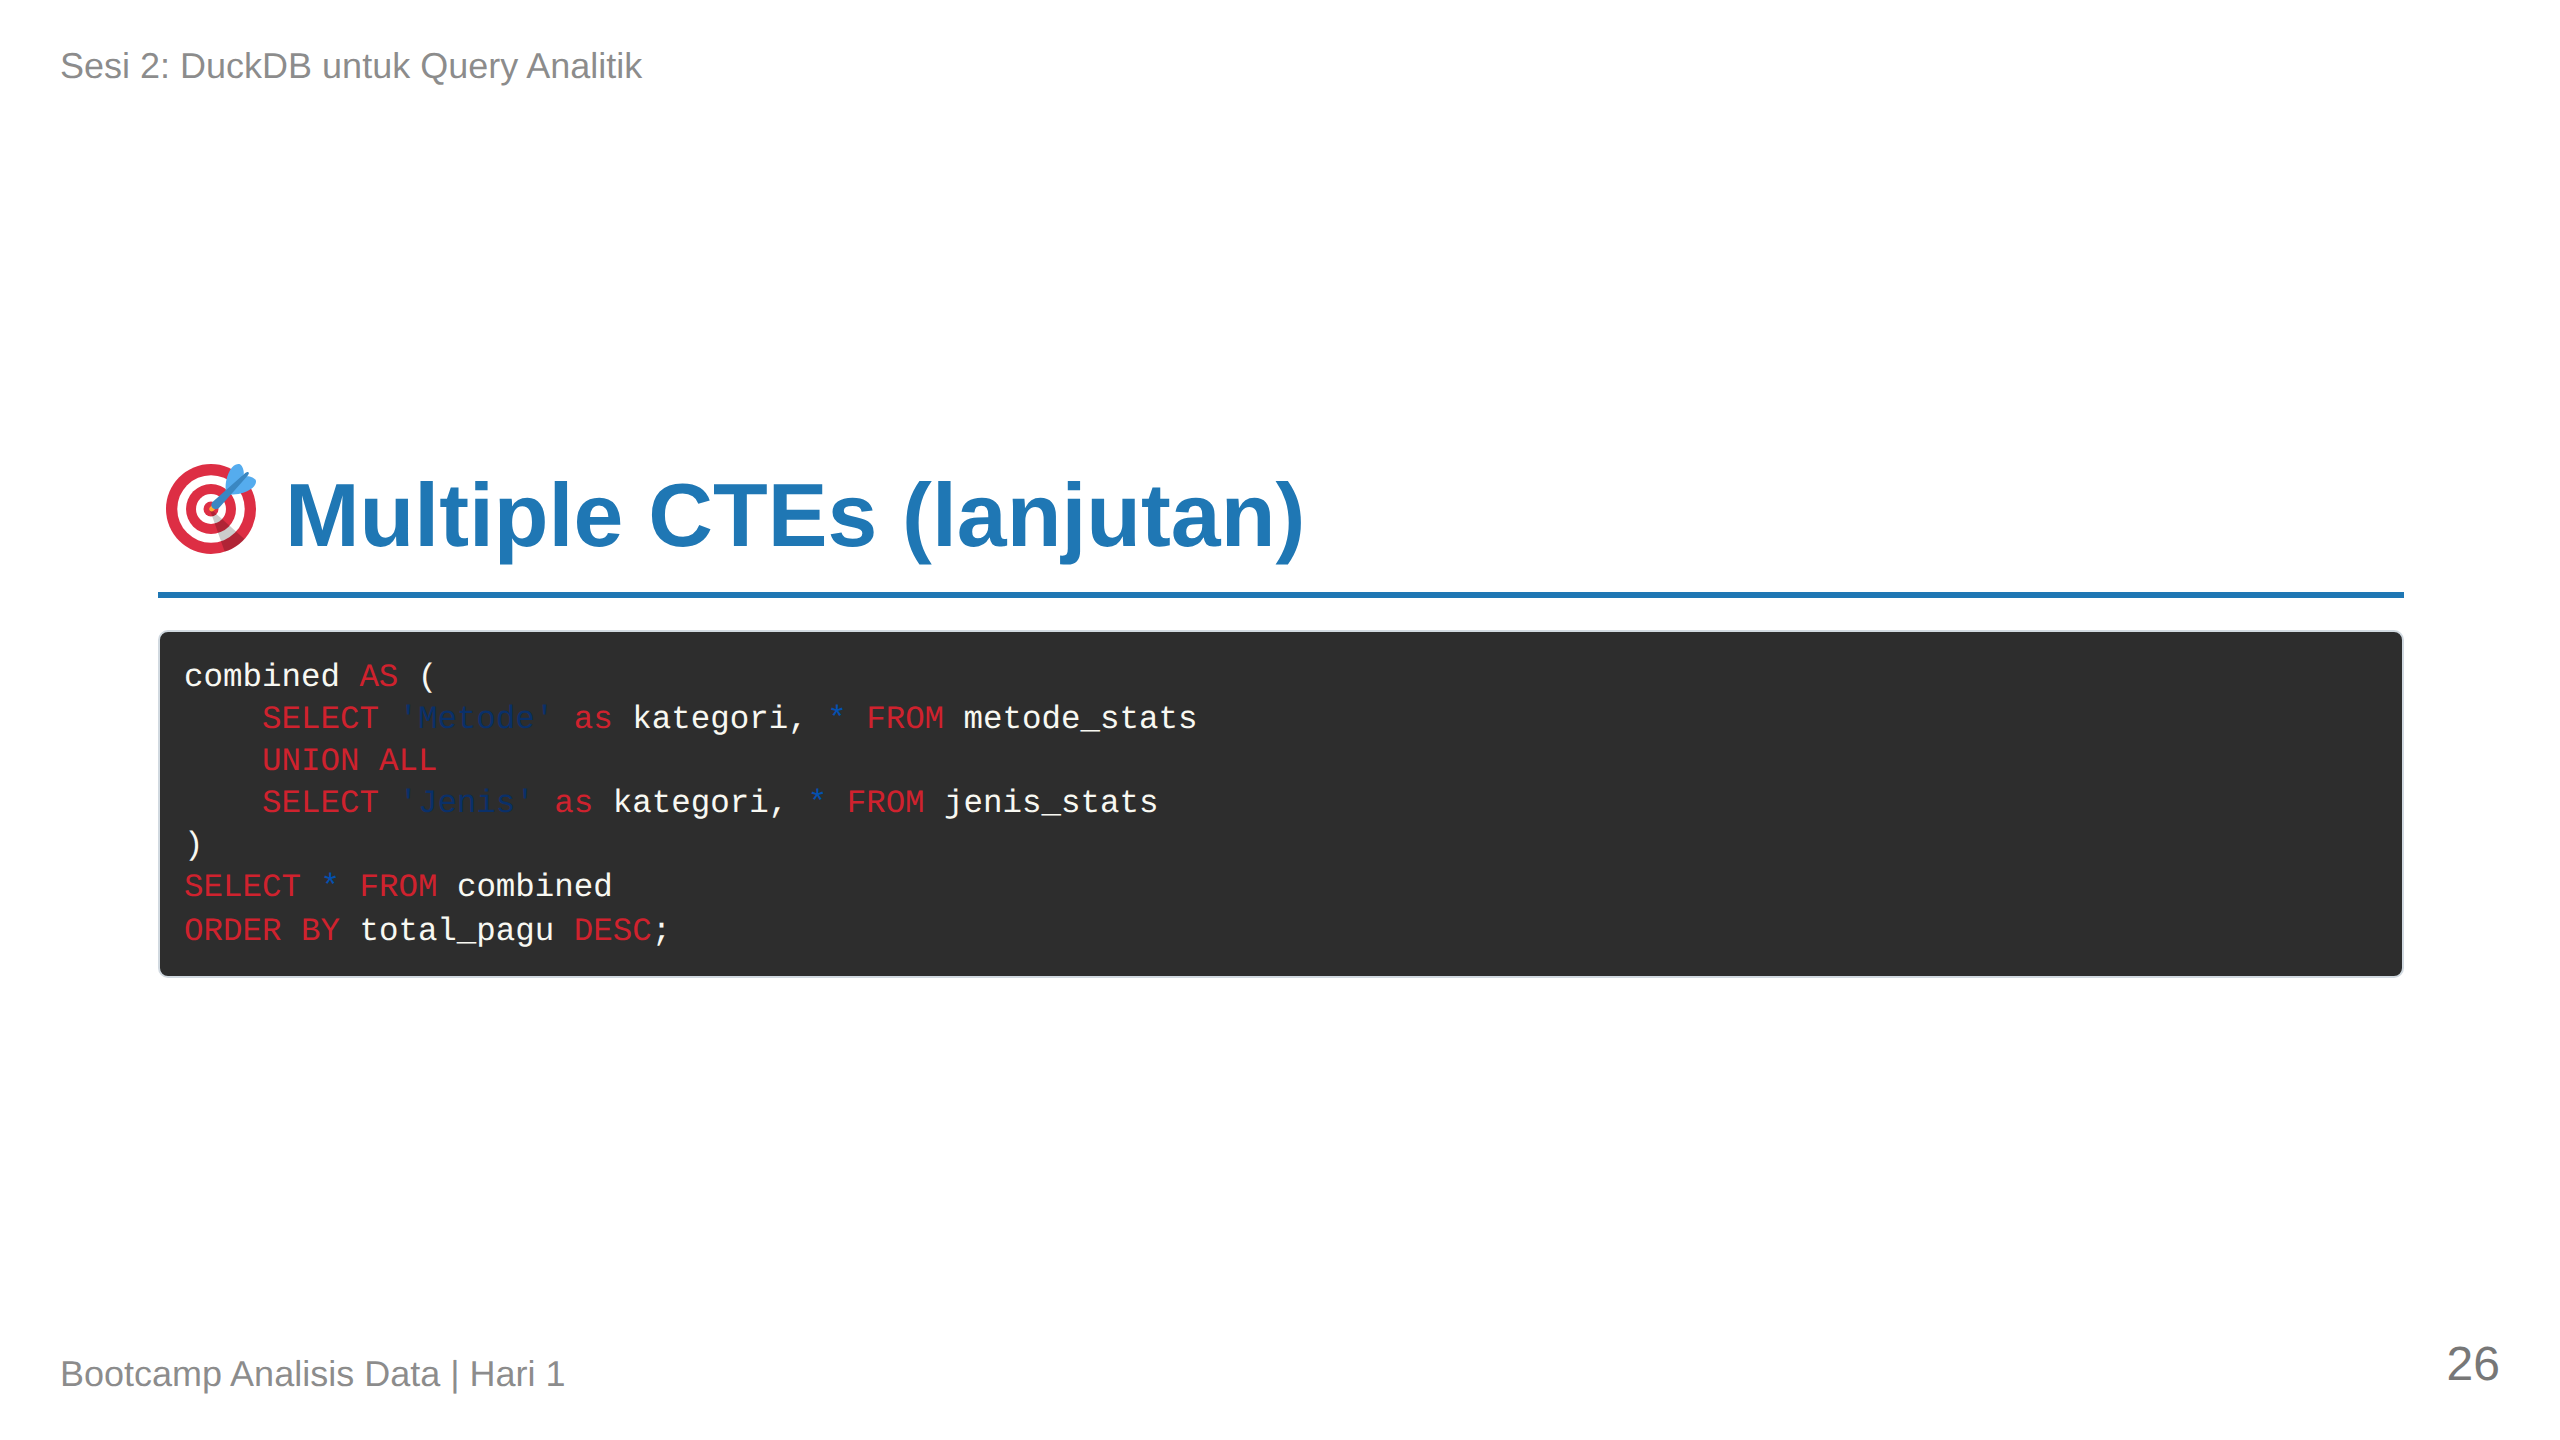 Sesi 2: DuckDB untuk Query Analitik
Multiple CTEs (lanjutan)
combined AS (
    SELECT 'Metode' as kategori, * FROM metode_stats
    UNION ALL
    SELECT 'Jenis' as kategori, * FROM jenis_stats
)
SELECT * FROM combined
ORDER BY total_pagu DESC;
Bootcamp Analisis Data | Hari 1
26